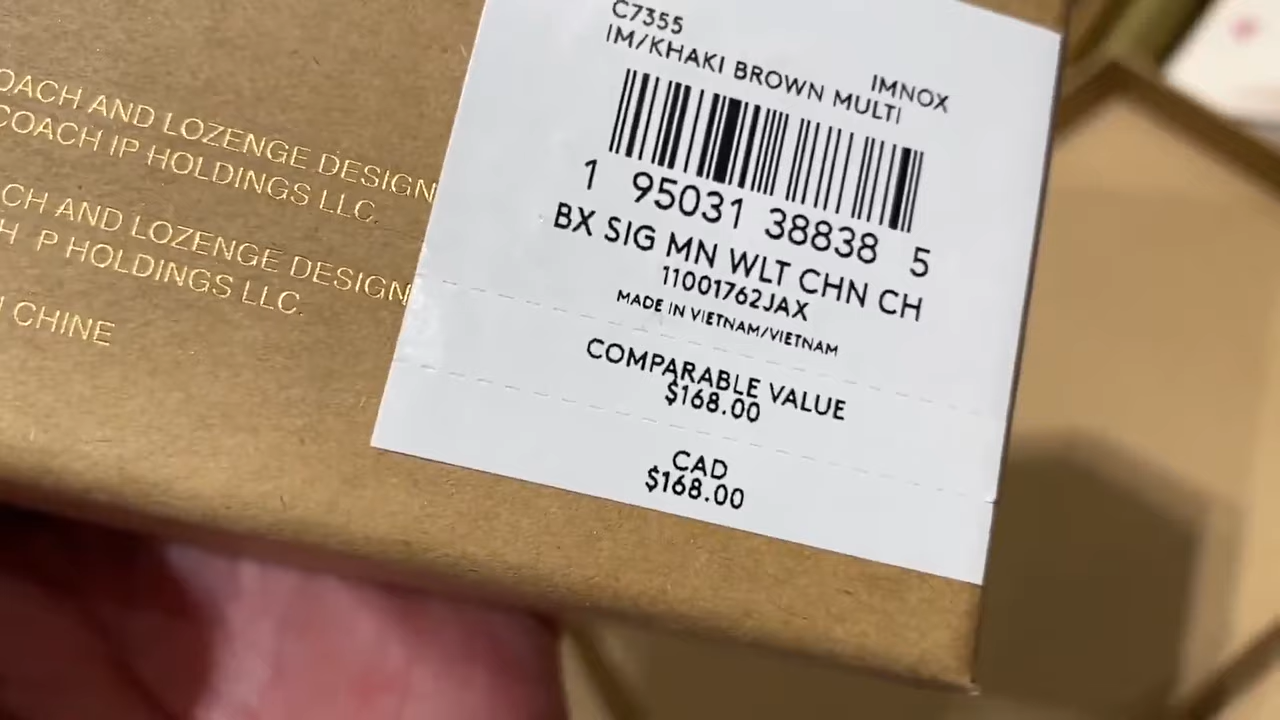 OACH AND LOZENGE DESIGN
COACH IP HOLDINGS LLC.
CH AND LOZENGE DESIGN
H P HOLDINGS LLC.
CHINE
C7355
IMNOX
IM/KHAKI BROWN MULTI
1 95031 38838 5
BX SIG MN WLT CHN CH
11001762JAX
MADE IN VIETNAM/VIETNAM
COMPARABLE VALUE
$168.00
CAD
$168.00